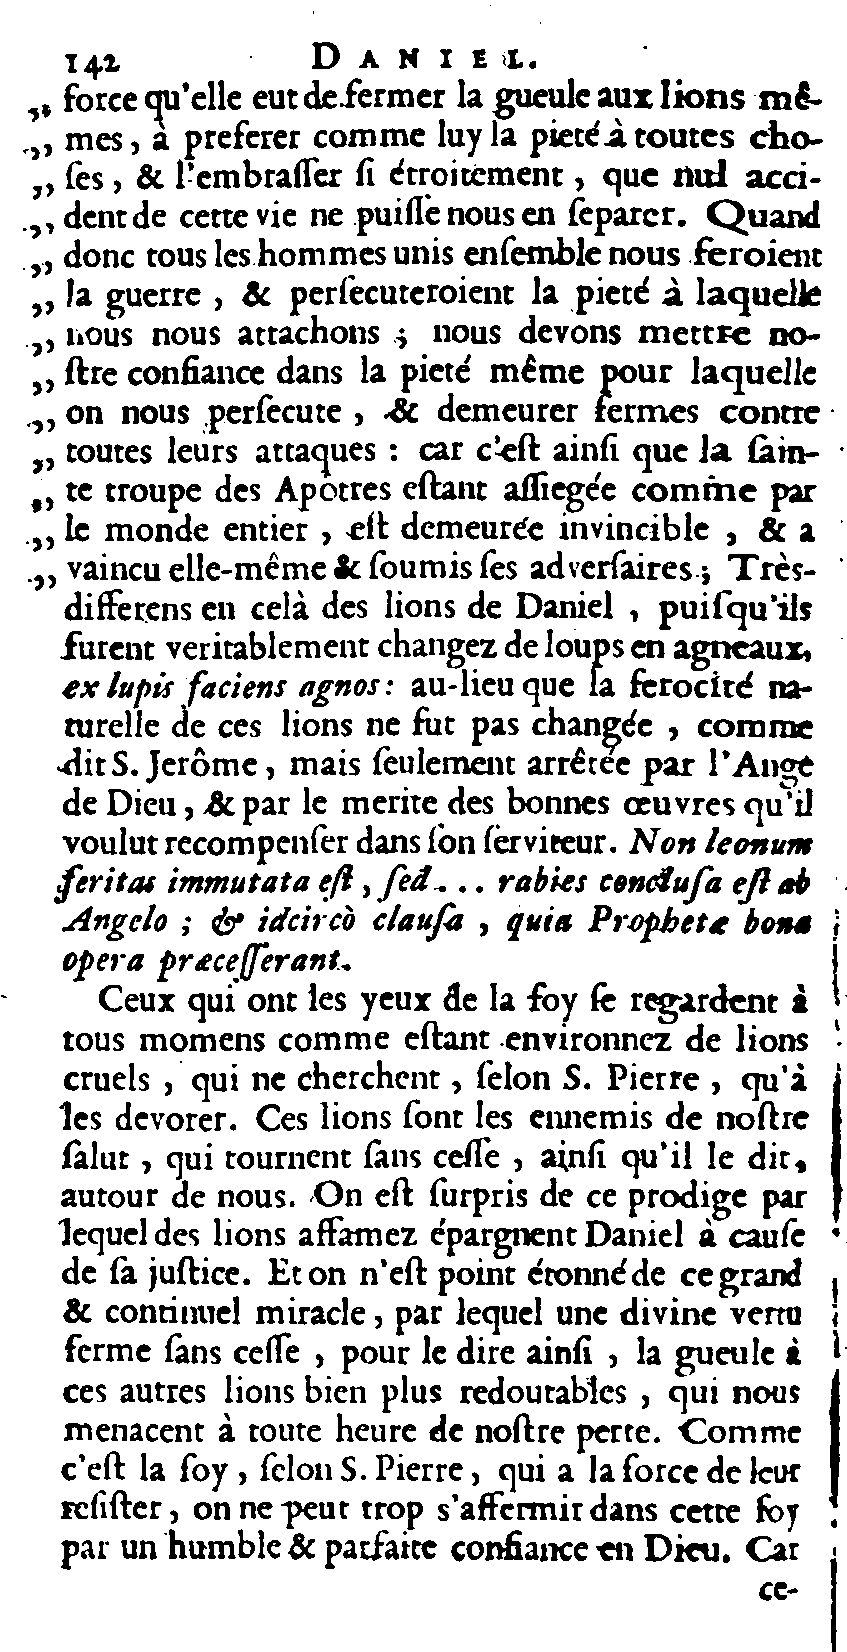 142 DANIEL.
,, force qu'elle eut de fermer la gueule aux lions mê-
,, mes, à preferer comme luy la pieté à toutes cho-
,, ſes, & l'embraſſer ſi étroitement, que nul acci-
,, dent de cette vie ne puiſſe nous en ſeparer. Quand
,, donc tous les hommes unis enſemble nous feroient
,, la guerre, & perſecuteroient la pieté à laquelle
,, nous nous attachons ; nous devons mettre no-
,, ſtre confiance dans la pieté même pour laquelle
,, on nous perſecute, & demeurer fermes contre
,, toutes leurs attaques : car c'eſt ainſi que la ſain-
,, te troupe des Apôtres eſtant aſſiegée comme par
,, le monde entier, eſt demeurée invincible, & a
,, vaincu elle-même & ſoumis ſes adverſaires ; Très-
differens en celà des lions de Daniel, puiſqu'ils
furent veritablement changez de loups en agneaux,
ex lupis faciens agnos : au-lieu que la ferocité na-
turelle de ces lions ne fut pas changée, comme
dit S. Jerôme, mais ſeulement arrêtée par l'Ange
de Dieu, & par le merite des bonnes œuvres qu'il
voulut recompenſer dans ſon ſerviteur. Non leonum
feritas immutata eſt, ſed... rabies concluſa eſt ab
Angelo ; & idcircò clauſa, quia Prophetæ bona
opera præceſſerant.
Ceux qui ont les yeux de la foy ſe regardent à
tous momens comme eſtant environnez de lions
cruels, qui ne cherchent, ſelon S. Pierre, qu'à
les devorer. Ces lions ſont les ennemis de noſtre
ſalut, qui tournent ſans ceſſe, ainſi qu'il le dit,
autour de nous. On eſt ſurpris de ce prodige par
lequel des lions affamez épargnent Daniel à cauſe
de ſa juſtice. Et on n'eſt point étonné de ce grand
& continuel miracle, par lequel une divine vertu
ferme ſans ceſſe, pour le dire ainſi, la gueule à
ces autres lions bien plus redoutables, qui nous
menacent à toute heure de noſtre perte. Comme
c'eſt la foy, ſelon S. Pierre, qui a la force de leur
reſiſter, on ne peut trop s'affermir dans cette foy
par un humble & parfaite confiance en Dieu. Car
ce-